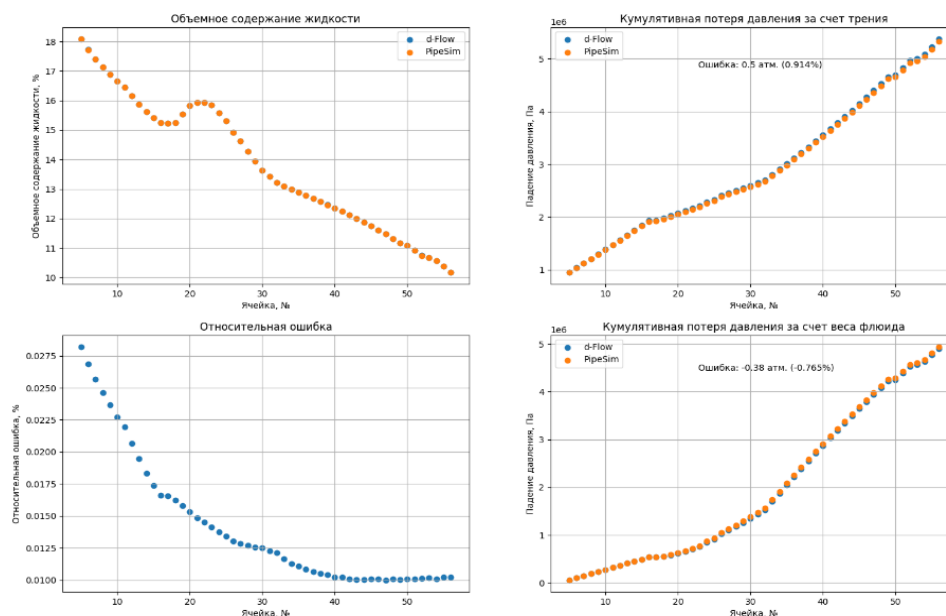 Объемное содержание жидкости
Объемное содержание жидкости, %
18
17
16
15
14
13
12
11
10
d-Flow
PipeSim
10
20
30
40
50
Ячейка, №
Кумулятивная потеря давления за счет трения
1e6
Падение давления, Па
5
4
3
2
1
d-Flow
PipeSim
Ошибка: 0.5 атм. (0.914%)
10
20
30
40
50
Ячейка, №
Относительная ошибка
Относительная ошибка, %
0.0275
0.0250
0.0225
0.0200
0.0175
0.0150
0.0125
0.0100
10
20
30
40
50
Ячейка, №
Кумулятивная потеря давления за счет веса флюида
1e6
Падение давления, Па
5
4
3
2
1
0
d-Flow
PipeSim
Ошибка: -0.38 атм. (-0.765%)
10
20
30
40
50
Ячейка, №